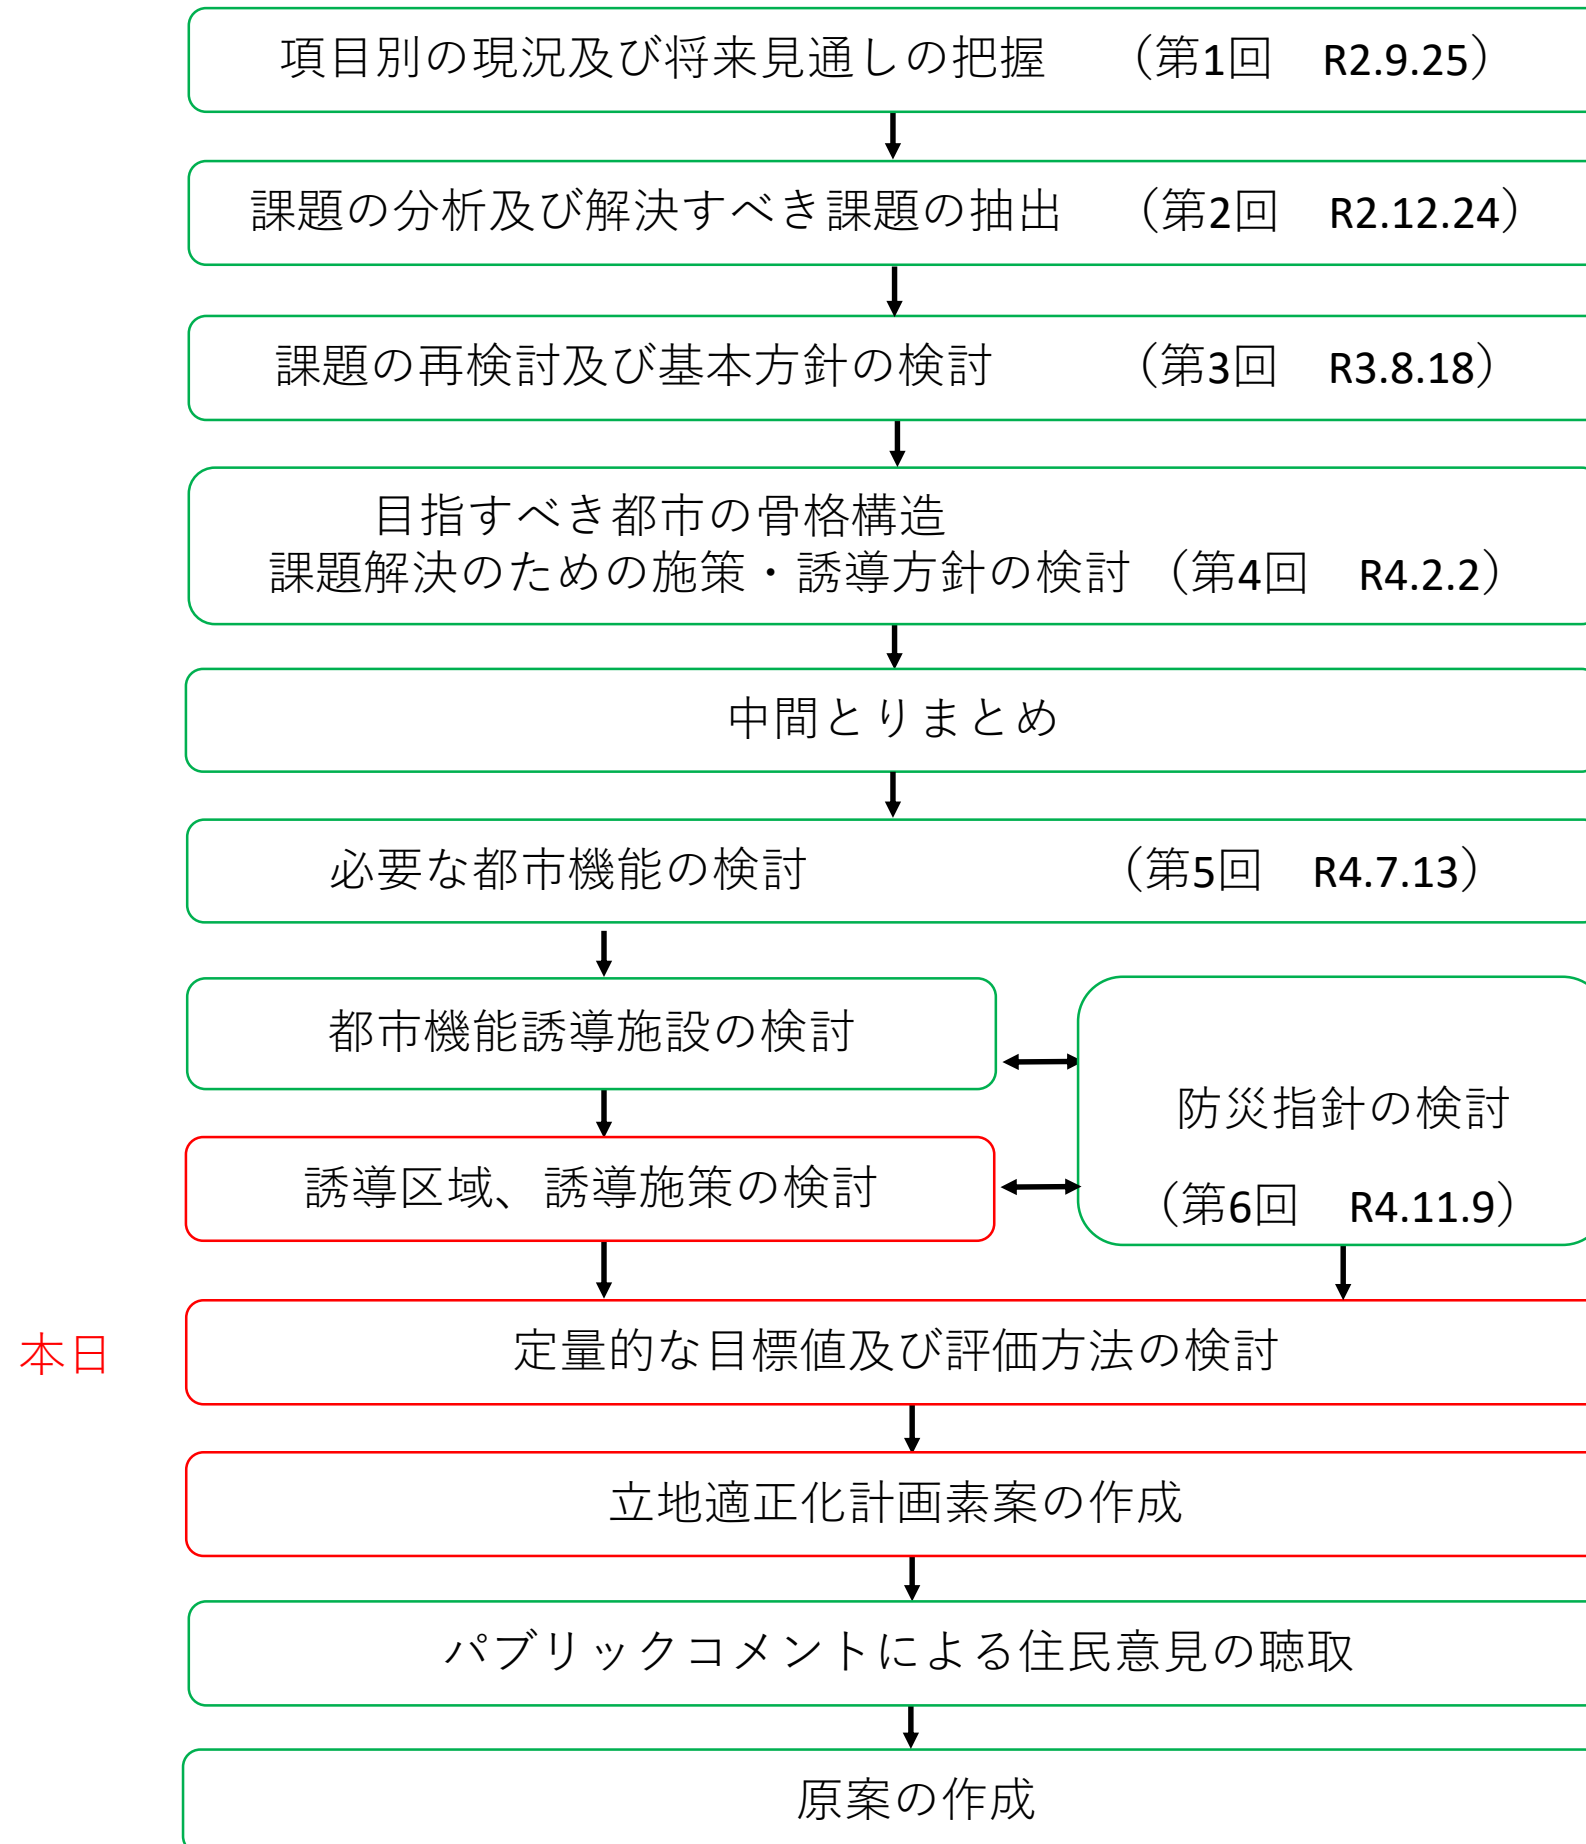 項目別の現況及び将来見通しの把握　（第1回　R2.9.25）
課題の分析及び解決すべき課題の抽出　（第2回　R2.12.24）
課題の再検討及び基本方針の検討　（第3回　R3.8.18）
目指すべき都市の骨格構造
課題解決のための施策・誘導方針の検討　（第4回　R4.2.2）
中間とりまとめ
必要な都市機能の検討　（第5回　R4.7.13）
都市機能誘導施設の検討
防災指針の検討
誘導区域、誘導施策の検討
（第6回　R4.11.9）
本日
定量的な目標値及び評価方法の検討
立地適正化計画素案の作成
パブリックコメントによる住民意見の聴取
原案の作成